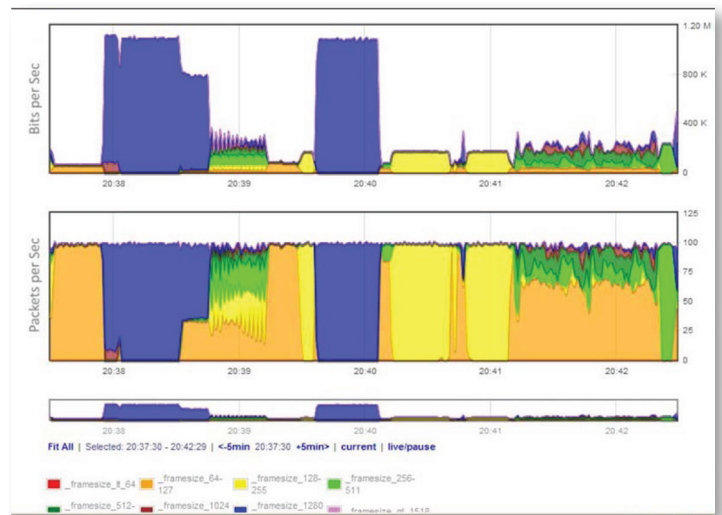 Bits per Sec
1.20 M
800 K
400 K
0
20:38
20:39
20:40
20:41
20:42
Packets per Sec
125
100
75
50
25
0
20:38
20:39
20:40
20:41
20:42
20:38
20:39
20:40
20:41
20:42
Fit All | Selected: 20:37:30 - 20:42:29 | <-5min 20:37:30 +5min> | current | live/pause
_framesize_lt_64
_framesize_64-
127
_framesize_128-
255
_framesize_256-
511
_framesize_512-
_framesize_1024
_framesize_1280
_framesize_gt_1518